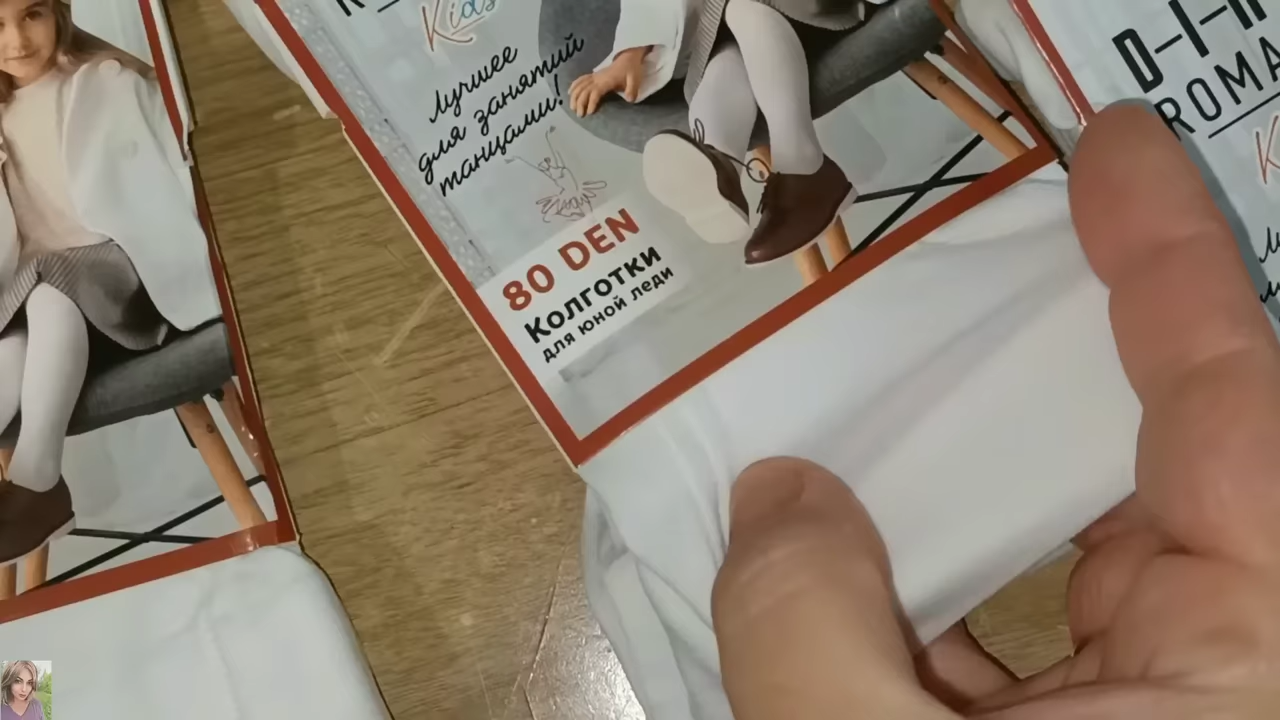 Kids
Лучшее
для занятий
танцами!
80 DEN
Колготки
для юной леди
D-I-
ROMA